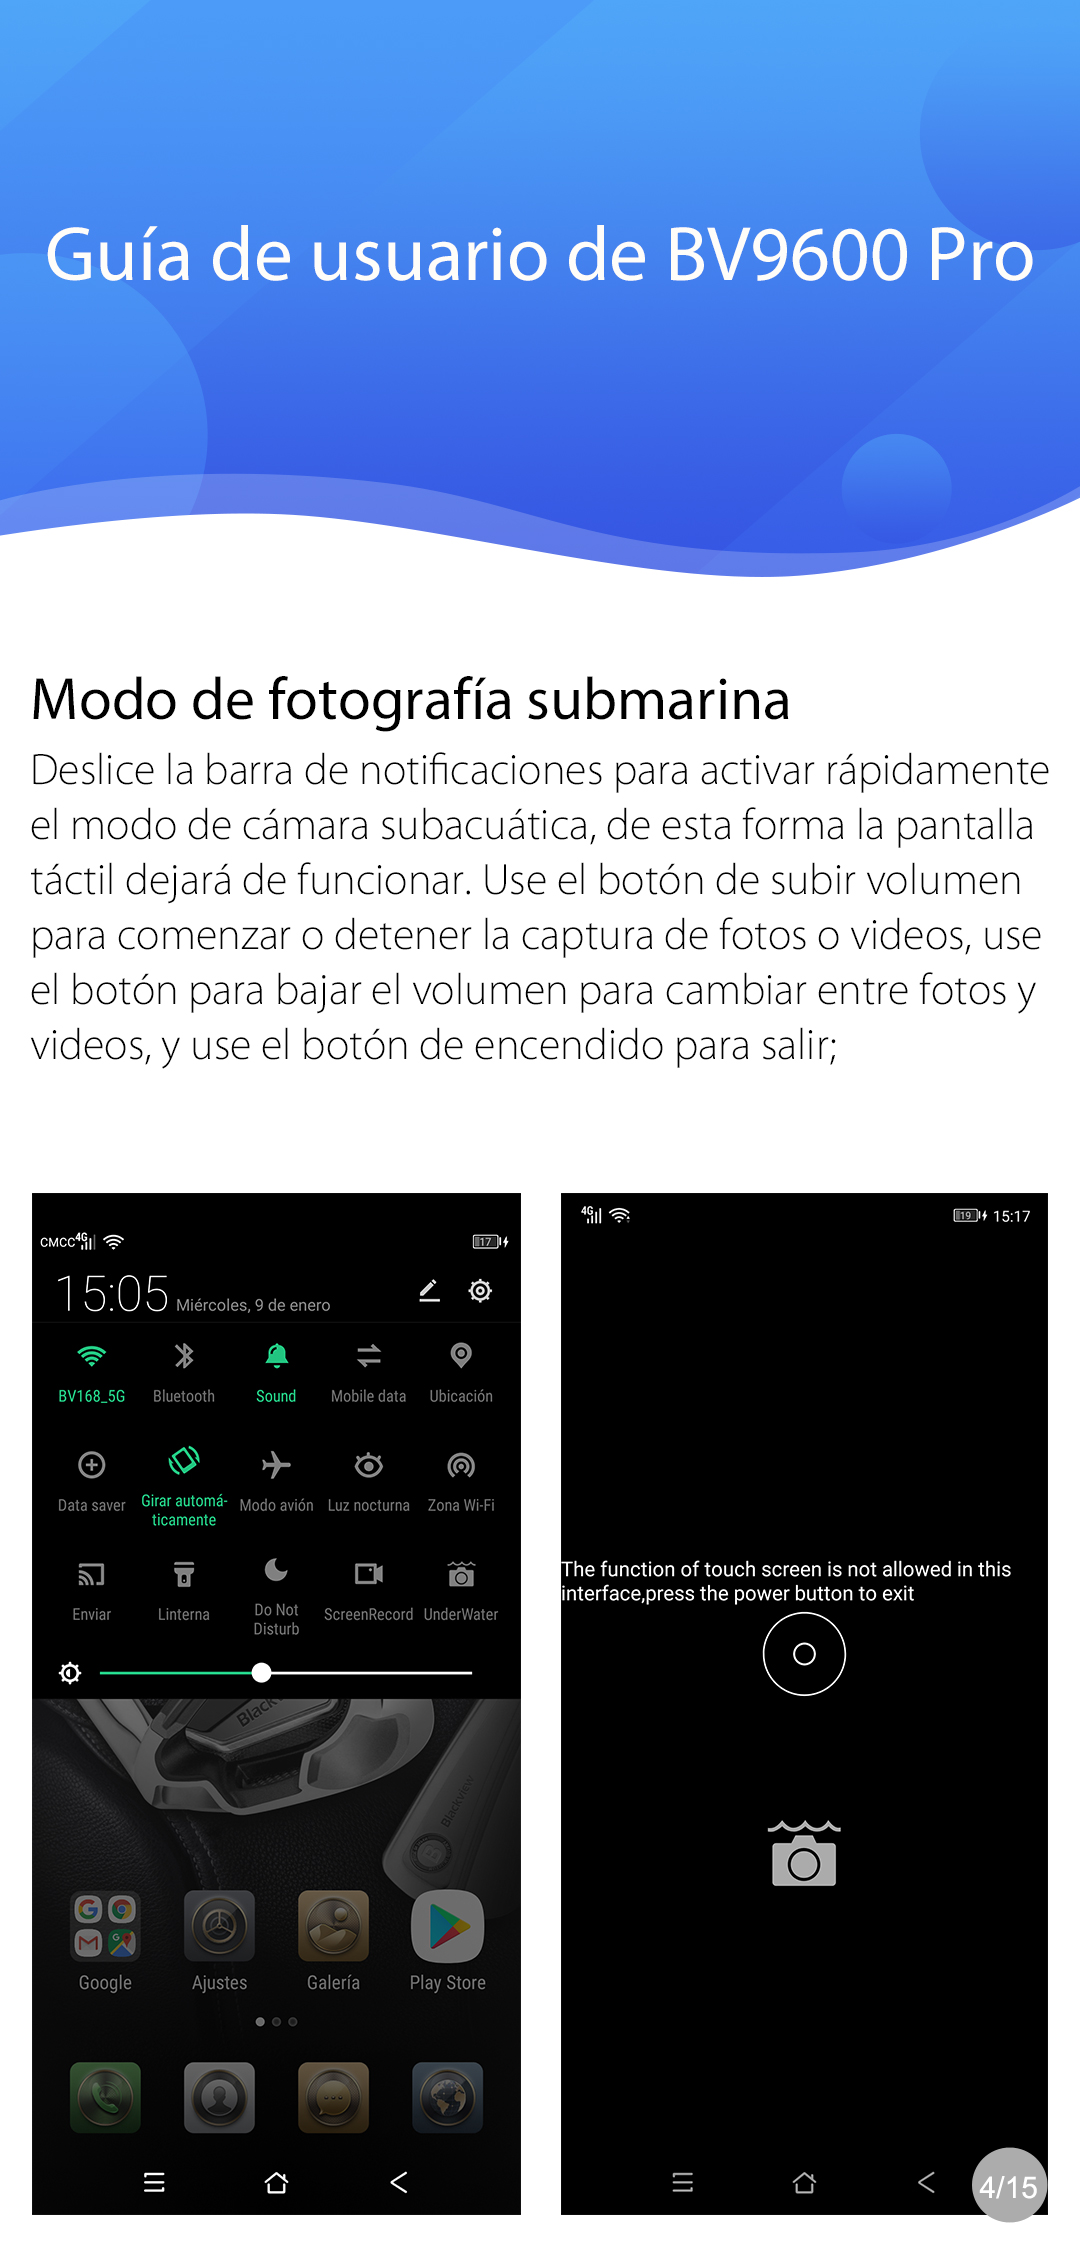 Guía de usuario de BV9600 Pro
Modo de fotografía submarina
Deslice la barra de notificaciones para activar rápidamente
el modo de cámara subacuática, de esta forma la pantalla
táctil dejará de funcionar. Use el botón de subir volumen
para comenzar o detener la captura de fotos o videos, use
el botón para bajar el volumen para cambiar entre fotos y
videos, y use el botón de encendido para salir;
CMCC 4G 17
15:05 Miércoles, 9 de enero
BV168_5G Bluetooth Sound Mobile data Ubicación
Data saver Girar automá-
ticamente Modo avión Luz nocturna Zona Wi-Fi
Enviar Linterna Do Not
Disturb ScreenRecord UnderWater
Blackview
Blackview
Google Ajustes Galería Play Store
4G 19 15:17
The function of touch screen is not allowed in this
interface,press the power button to exit
4/15